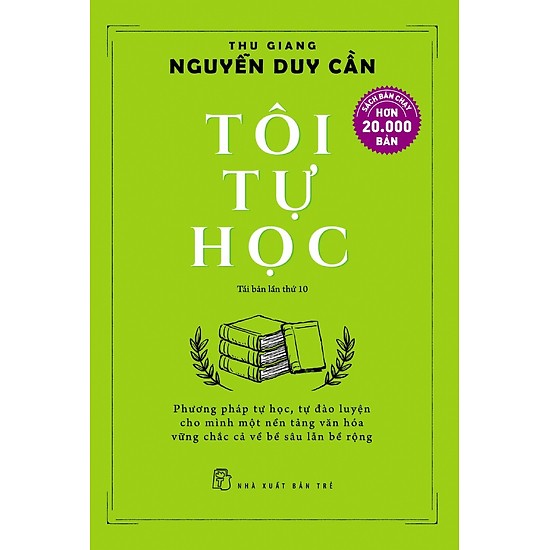 THU GIANG
NGUYỄN DUY CẦN
SÁCH BÁN CHẠY
HƠN
20.000
BẢN
TÔI
TỰ
HỌC
Tái bản lần thứ 10
Phương pháp tự học, tự đào luyện
cho mình một nền tảng văn hóa
vững chắc cả về bề sâu lẫn bề rộng
NHÀ XUẤT BẢN TRẺ